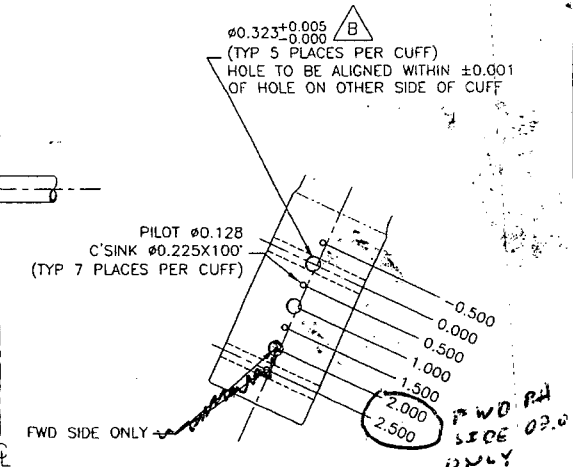 ø0.323 +0.005 -0.000 B
(TYP 5 PLACES PER CUFF)
HOLE TO BE ALIGNED WITHIN ±0.001
OF HOLE ON OTHER SIDE OF CUFF
PILOT ø0.128
C'SINK ø0.225X100°
(TYP 7 PLACES PER CUFF)
0.500
0.000
0.500
1.000
1.500
2.000
2.500
FWD SIDE ONLY
FWD
SIDE
ONLY